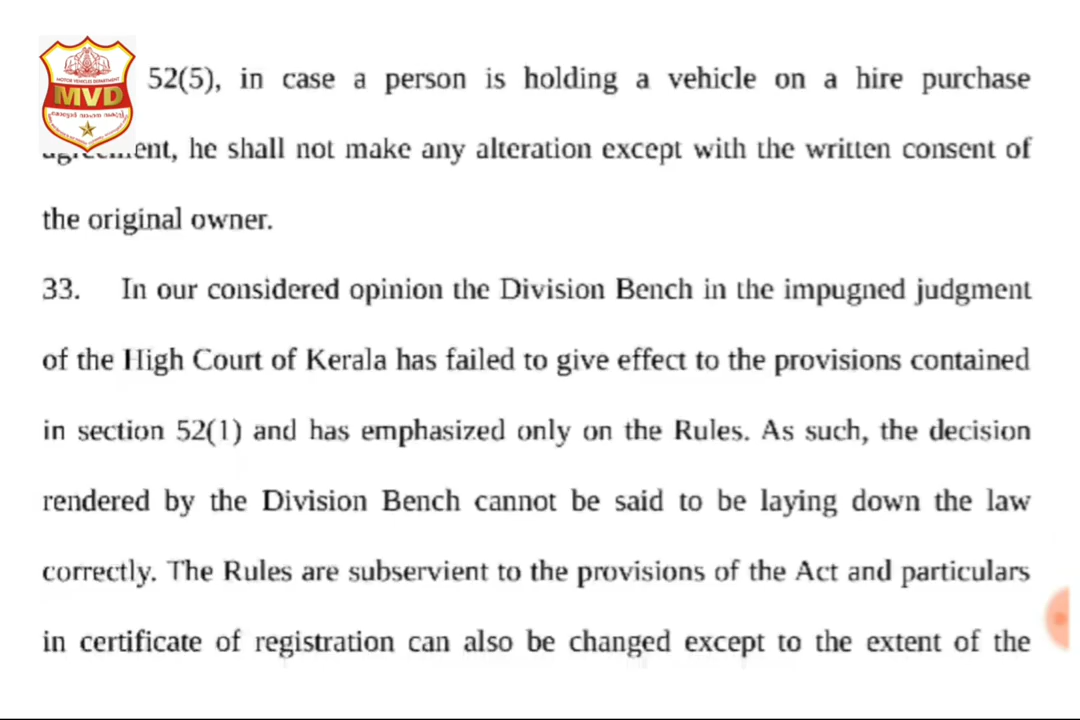 MOTOR VEHICLES DEPARTMENT
MVD
52(5), in case a person is holding a vehicle on a hire purchase
agreement, he shall not make any alteration except with the written consent of
the original owner.
33. In our considered opinion the Division Bench in the impugned judgment
of the High Court of Kerala has failed to give effect to the provisions contained
in section 52(1) and has emphasized only on the Rules. As such, the decision
rendered by the Division Bench cannot be said to be laying down the law
correctly. The Rules are subservient to the provisions of the Act and particulars
in certificate of registration can also be changed except to the extent of the